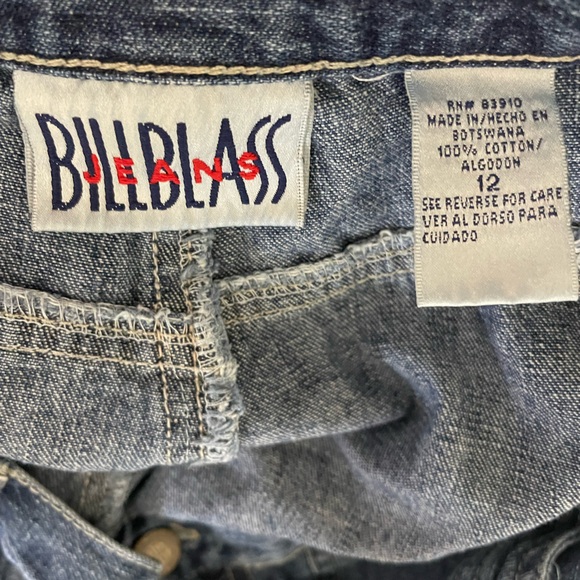 BILLBLASS
JEANS
RN# 83910
MADE IN/HECHO EN
BOTSWANA
100% COTTON/
ALGODON
12
SEE REVERSE FOR CARE
VER AL DORSO PARA
CUIDADO